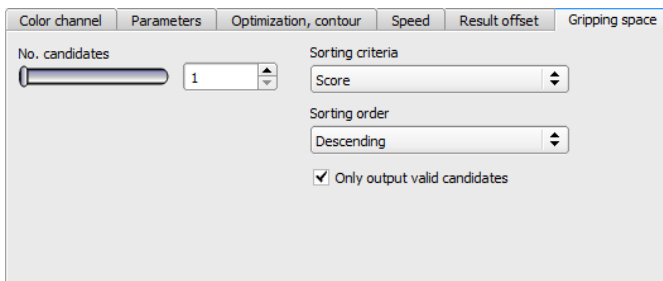 Color channel Parameters Optimization, contour Speed Result offset Gripping space
No. candidates Sorting criteria
1 Score
Sorting order
Descending
Only output valid candidates